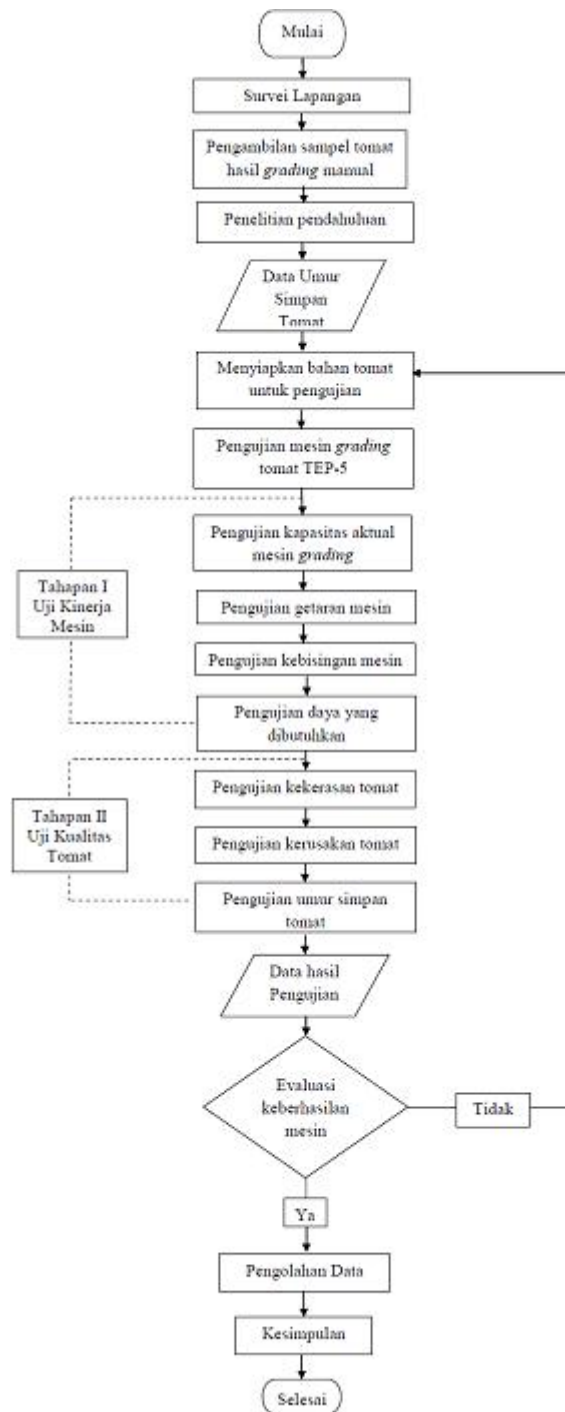 Mulai
Survei Lapangan
Pengambilan sampel tomat
hasil grading manual
Penelitian pendahuluan
Data Umur
Simpan
Tomat
Menyiapkan bahan tomat
untuk pengujian
Pengujian mesin grading
tomat TEP-5
Pengujian kapasitas aktual
mesin grading
Tahapan I
Uji Kinerja
Mesin
Pengujian getaran mesin
Pengujian kebisingan mesin
Pengujian daya yang
dibutuhkan
Pengujian kekerasan tomat
Tahapan II
Uji Kualitas
Tomat
Pengujian kerusakan tomat
Pengujian umur simpan
tomat
Data hasil
Pengujian
Evaluasi
keberhasilan
mesin
Tidak
Ya
Pengolahan Data
Kesimpulan
Selesai